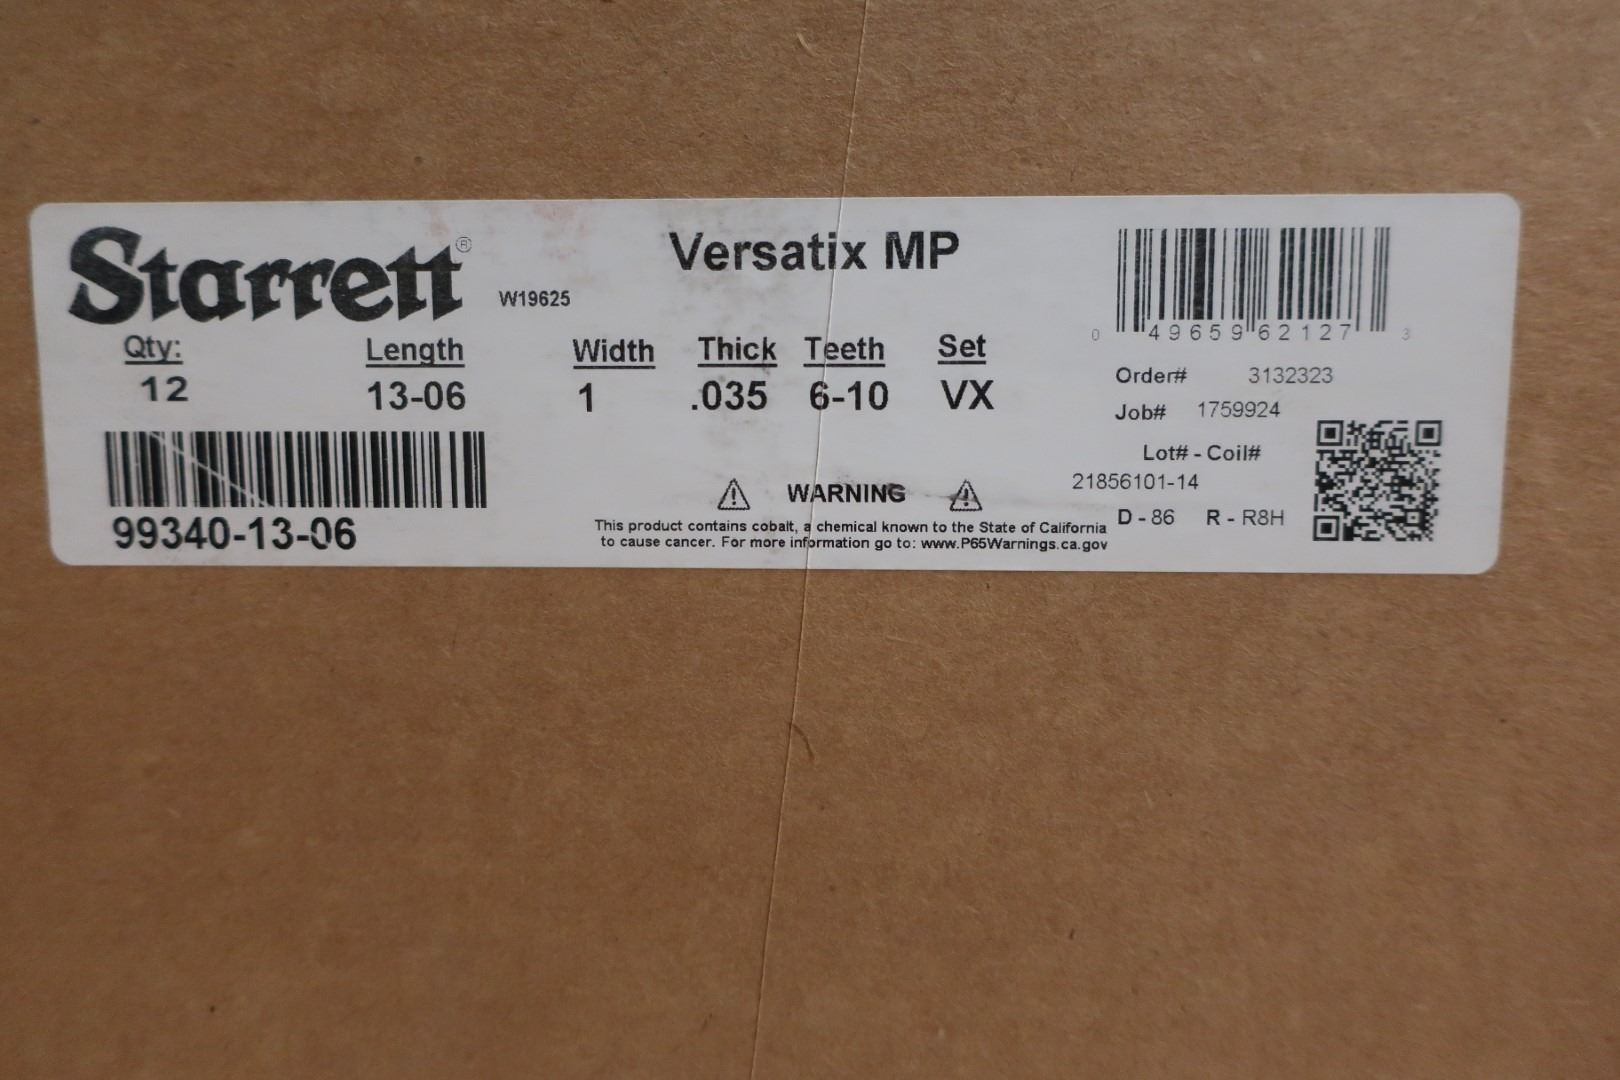 Starrett®
W19625
Versatix MP
Qty: Length Width Thick Teeth Set
12 13-06 1 .035 6-10 VX
99340-13-06
WARNING
This product contains cobalt, a chemical known to the State of California
to cause cancer. For more information go to: www.P65Warnings.ca.gov
0 49659 62127 3
Order# 3132323
Job# 1759924
Lot# - Coil#
21856101-14
D - 86 R - R8H